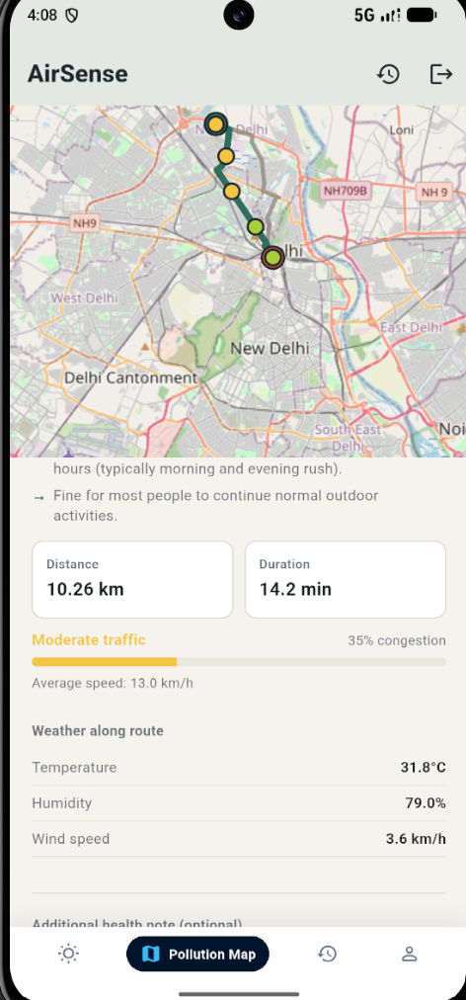 4:08
5G
AirSense
Loni
NH709B
NH 9
NH9
lhi
West Delhi
East Delhi
New Delhi
Delhi Cantonment
South East
Delhi
Noi
hours (typically morning and evening rush).
→ Fine for most people to continue normal outdoor
activities.
Distance
10.26 km
Duration
14.2 min
Moderate traffic
35% congestion
Average speed: 13.0 km/h
Weather along route
Temperature
31.8°C
Humidity
79.0%
Wind speed
3.6 km/h
Additional health note (optional)
Pollution Map